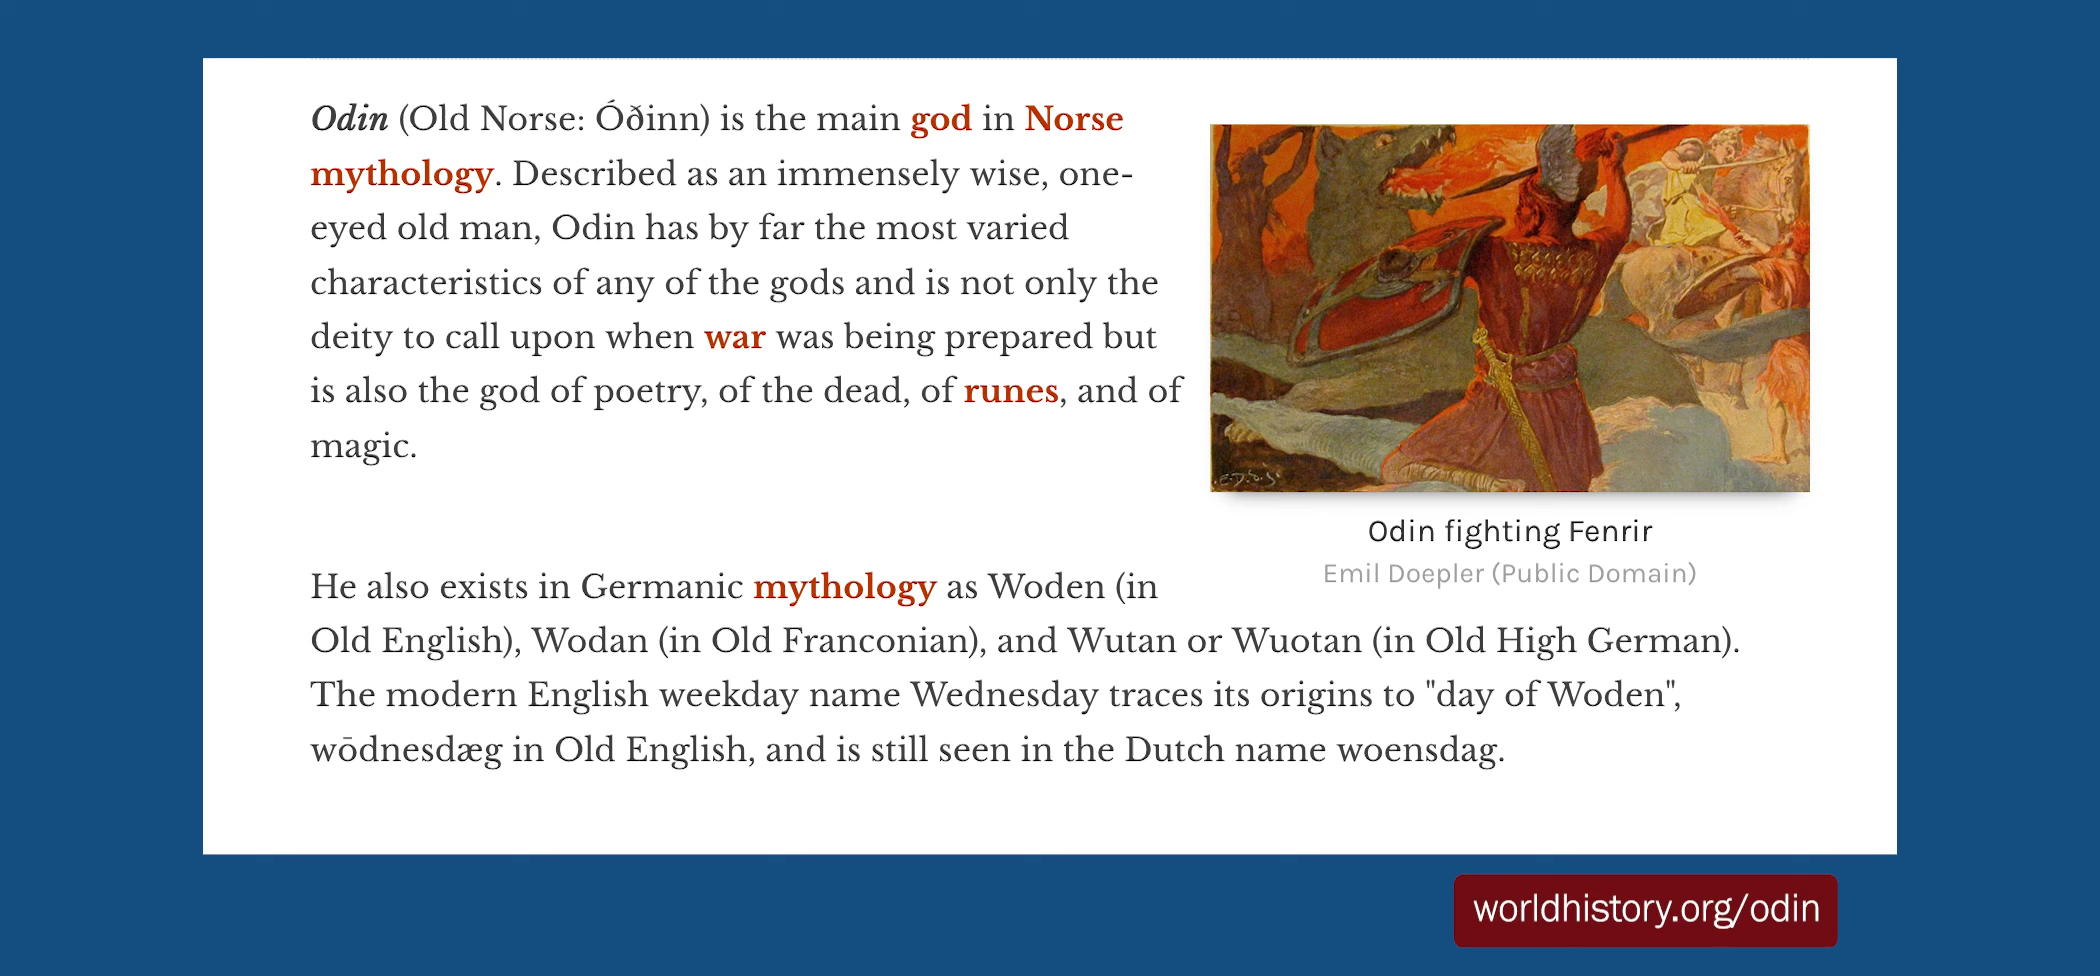 Odin (Old Norse: Óðinn) is the main god in Norse
mythology. Described as an immensely wise, one-
eyed old man, Odin has by far the most varied
characteristics of any of the gods and is not only the
deity to call upon when war was being prepared but
is also the god of poetry, of the dead, of runes, and of
magic.
Odin fighting Fenrir
Emil Doepler (Public Domain)
He also exists in Germanic mythology as Woden (in
Old English), Wodan (in Old Franconian), and Wutan or Wuotan (in Old High German).
The modern English weekday name Wednesday traces its origins to "day of Woden",
wōdnesdæg in Old English, and is still seen in the Dutch name woensdag.
worldhistory.org/odin